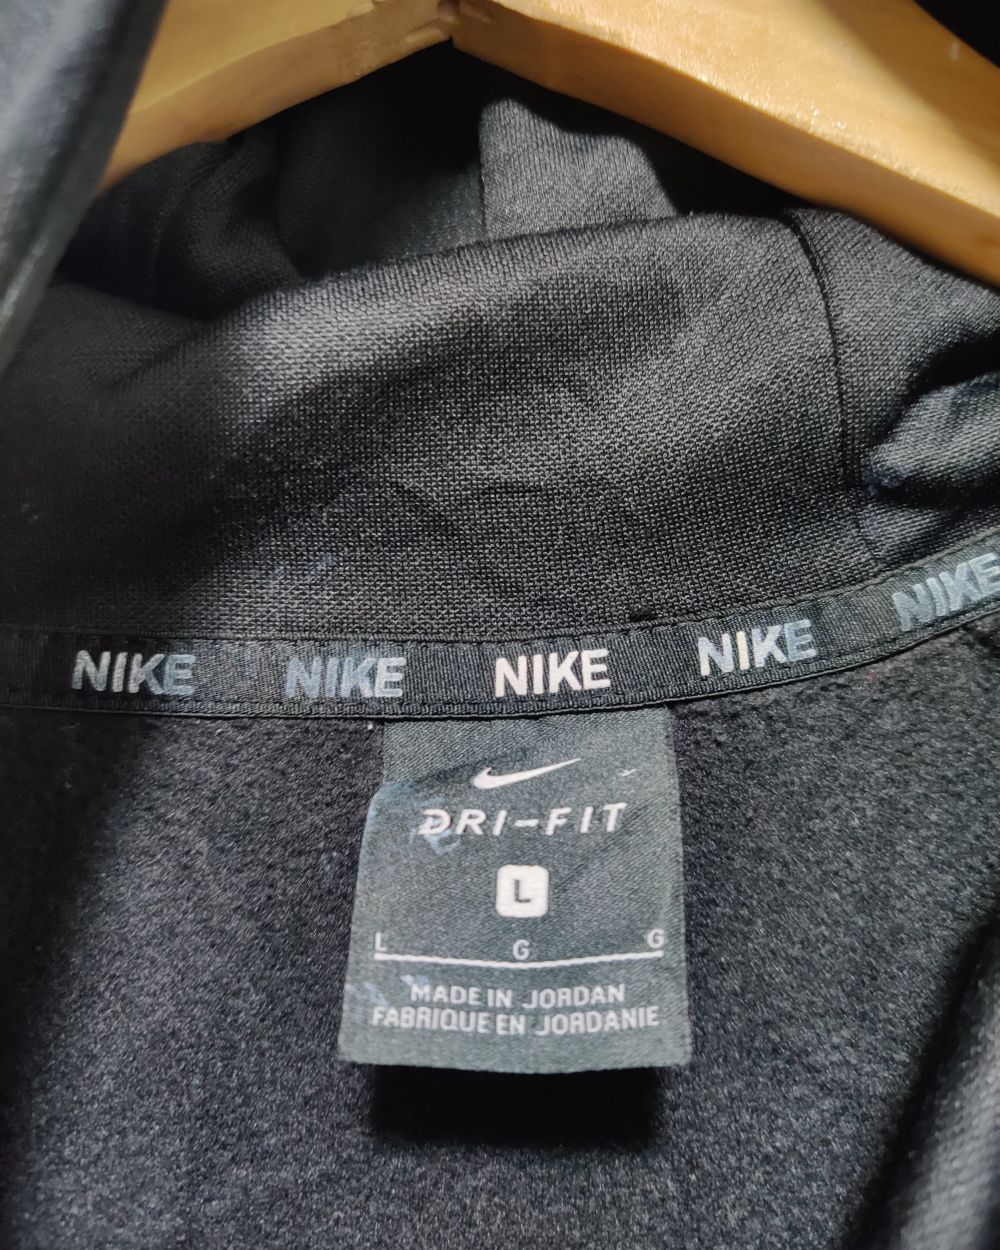 NIKE NIKE NIKE NIKE NIKE
DRI-FIT
L
L G G
MADE IN JORDAN
FABRIQUE EN JORDANIE